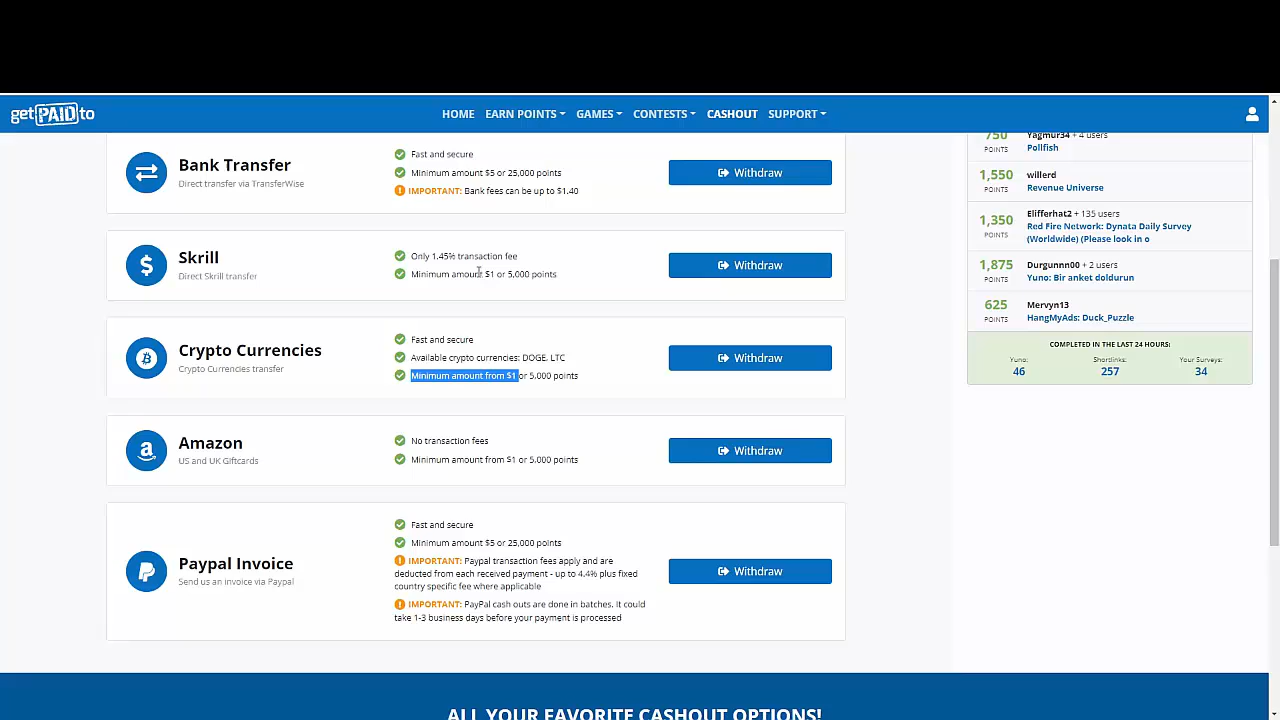 getPAIDto
HOME EARN POINTS GAMES CONTESTS CASHOUT SUPPORT
Bank Transfer
Direct transfer via TransferWise
Fast and secure
Minimum amount $5 or 25,000 points
IMPORTANT: Bank fees can be up to $1.40
Withdraw
Skrill
Direct Skrill transfer
Only 1.45% transaction fee
Minimum amount $1 or 5,000 points
Withdraw
Crypto Currencies
Crypto Currencies transfer
Fast and secure
Available crypto currencies: DOGE, LTC
Minimum amount from $1 or 5,000 points
Withdraw
Amazon
US and UK Giftcards
No transaction fees
Minimum amount from $1 or 5,000 points
Withdraw
Paypal Invoice
Send us an invoice via Paypal
Fast and secure
Minimum amount $5 or 25,000 points
IMPORTANT: Paypal transaction fees apply and are
deducted from each received payment - up to 4.4% plus fixed
country specific fee where applicable
IMPORTANT: PayPal cash outs are done in batches. It could
take 1-3 business days before your payment is processed
Withdraw
750
POINTS
Yagmur34 + 4 users
Pollfish
1,550
POINTS
willerd
Revenue Universe
1,350
POINTS
Elifferhat2 + 135 users
Red Fire Network: Dynata Daily Survey
(Worldwide) (Please look in o
1,875
POINTS
Durgunnn00 + 2 users
Yuno: Bir anket doldurun
625
POINTS
Mervyn13
HangMyAds: Duck_Puzzle
COMPLETED IN THE LAST 24 HOURS:
Yuno: Shortlinks: Your Surveys:
46 257 34
ALL YOUR FAVORITE CASHOUT OPTIONS!